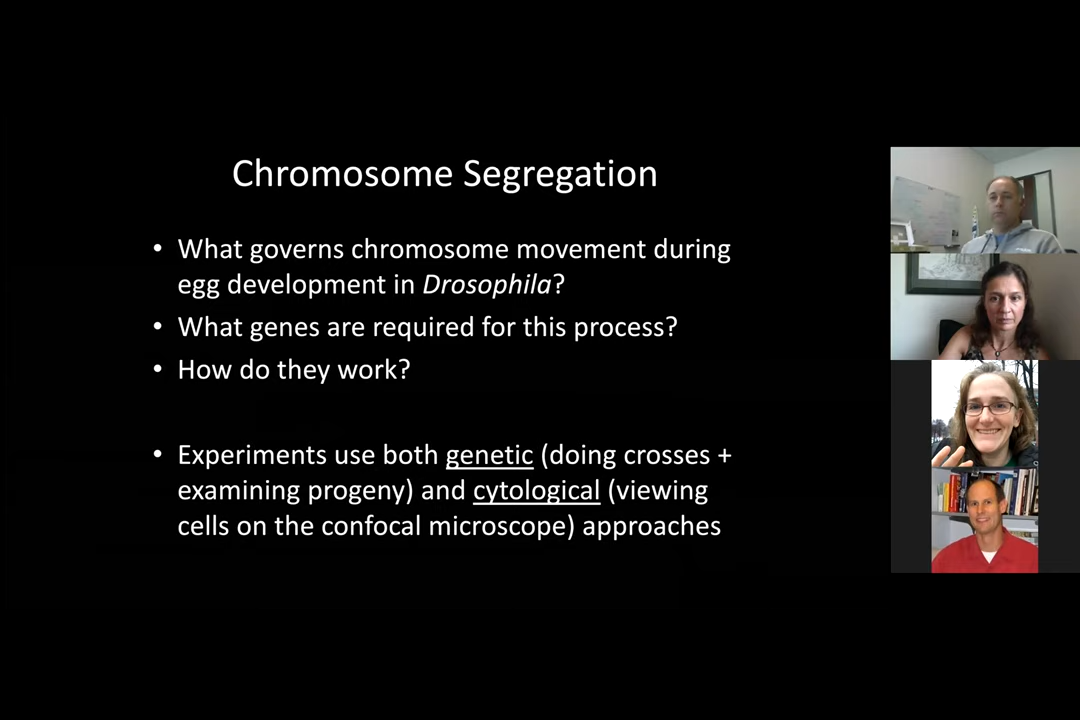 Chromosome Segregation
• What governs chromosome movement during
egg development in Drosophila?
• What genes are required for this process?
• How do they work?
• Experiments use both genetic (doing crosses +
examining progeny) and cytological (viewing
cells on the confocal microscope) approaches